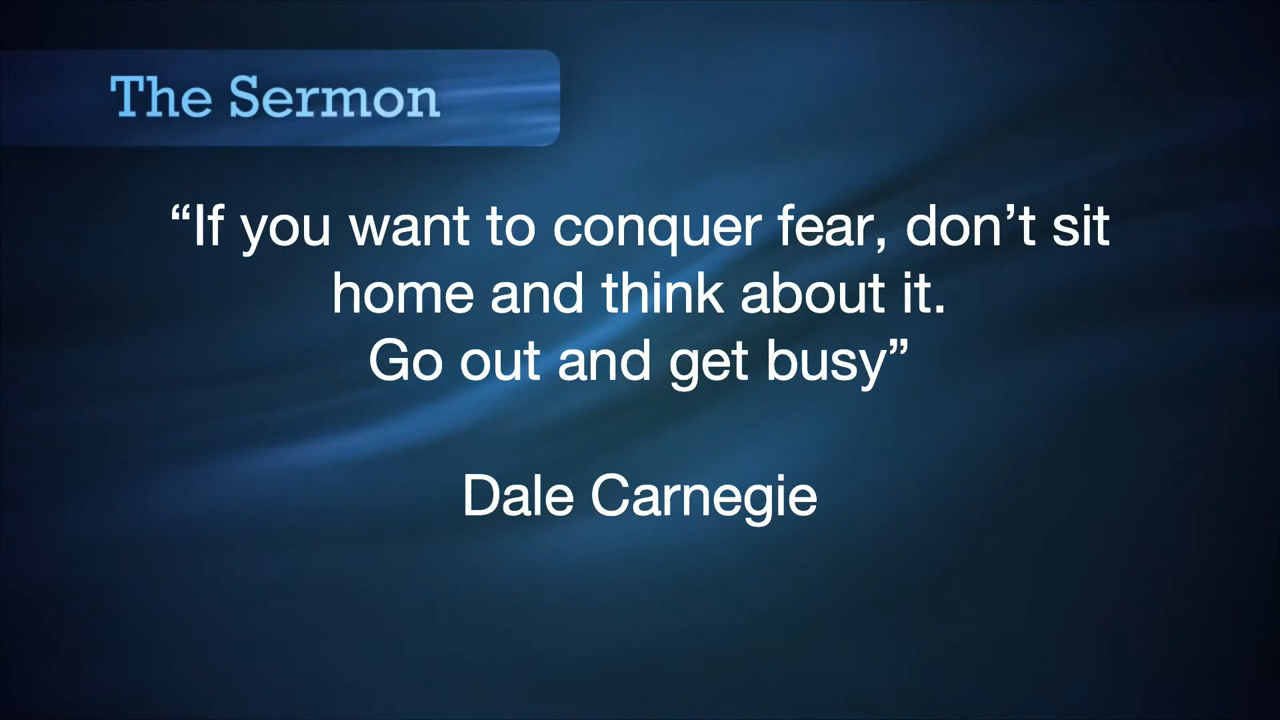 The Sermon
“If you want to conquer fear, don’t sit
home and think about it.
Go out and get busy”
Dale Carnegie